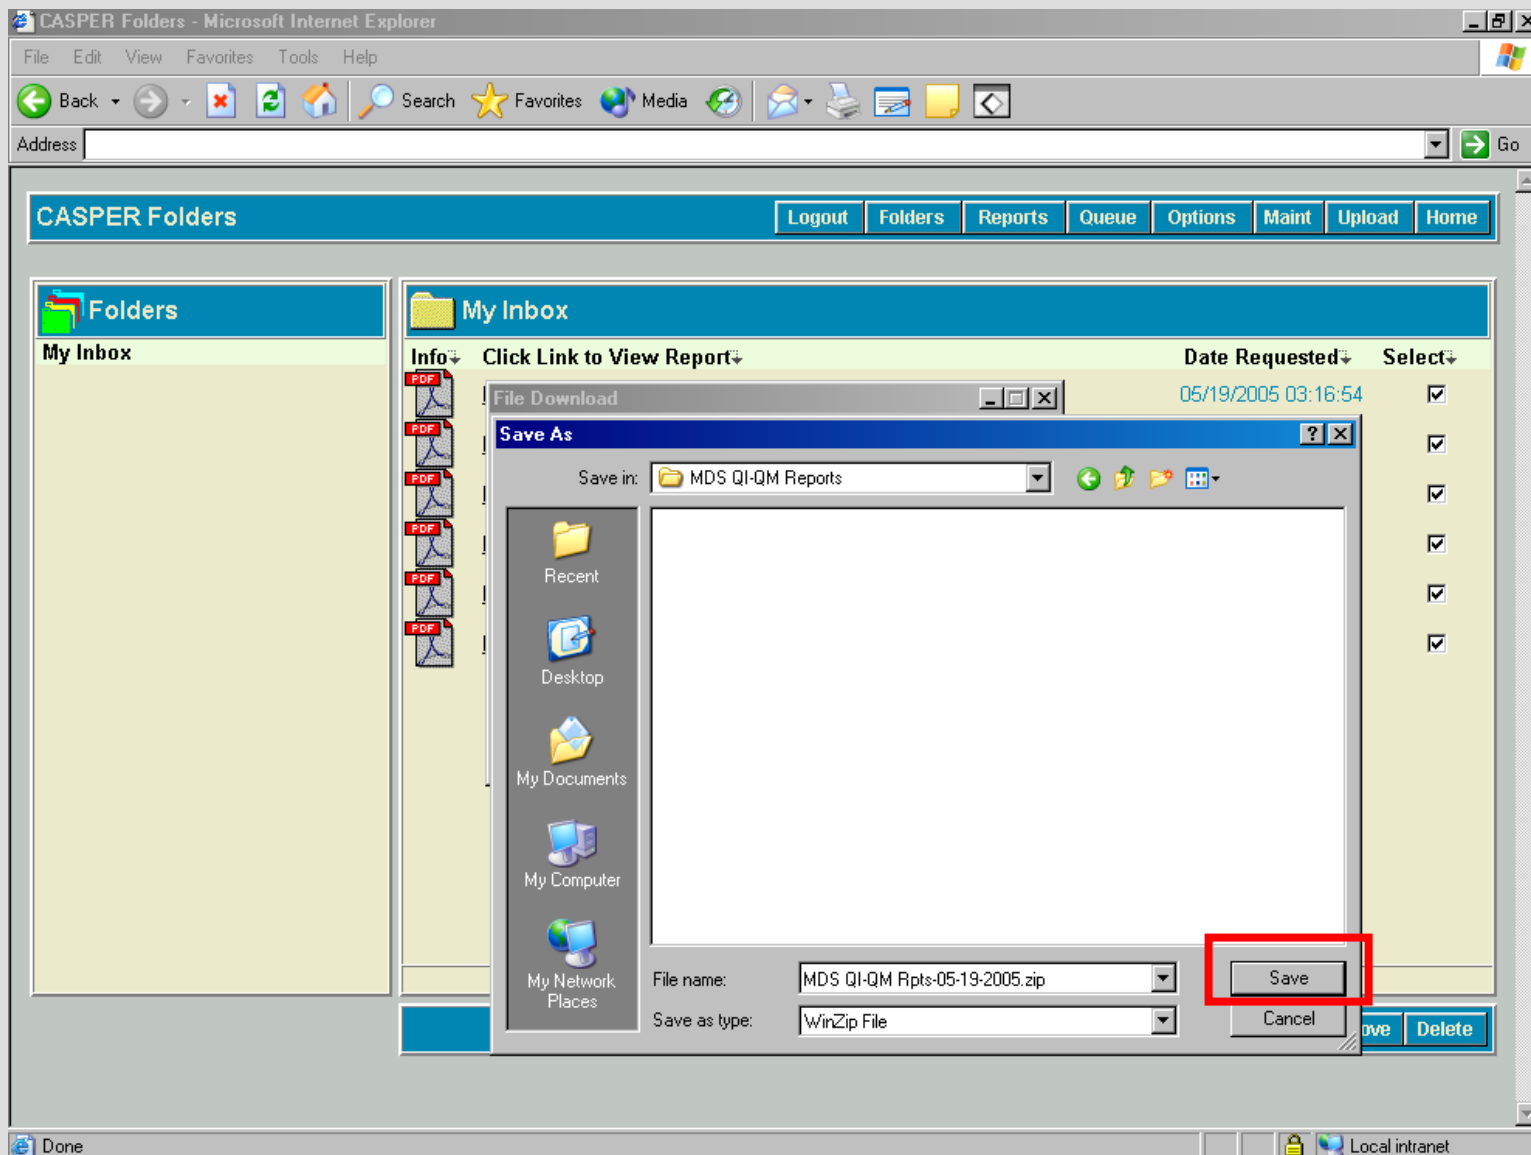 CASPER Folders - Microsoft Internet Explorer
File Edit View Favorites Tools Help
Back Search Favorites Media
Address Go
CASPER Folders Logout Folders Reports Queue Options Maint Upload Home
Folders My Inbox
My Inbox Info Click Link to View Report Date Requested Select
PDF File Download 05/19/2005 03:16:54
PDF Save As
Save in: MDS QI-QM Reports
PDF
PDF
Recent
PDF
PDF
Desktop
My Documents
My Computer
My Network Places
File name: MDS QI-QM Rpts-05-19-2005.zip Save
Save as type: WinZip File Cancel
Delete
Done Local intranet